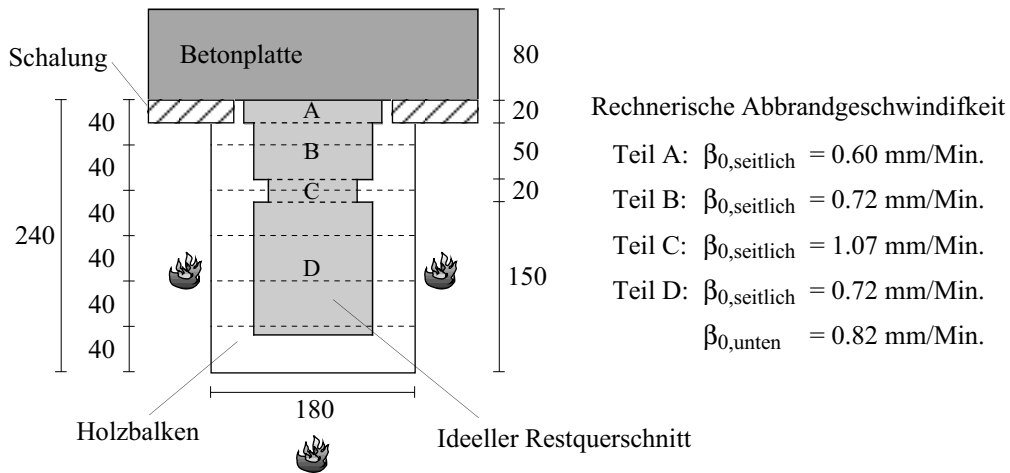 Betonplatte
Schalung
80
A
20
40
B
50
40
C
20
40
240
40
D
150
40
40
180
Holzbalken
Ideeller Restquerschnitt
Rechnerische Abbrandgeschwindifkeit
Teil A: β0,seitlich = 0.60 mm/Min.
Teil B: β0,seitlich = 0.72 mm/Min.
Teil C: β0,seitlich = 1.07 mm/Min.
Teil D: β0,seitlich = 0.72 mm/Min.
β0,unten = 0.82 mm/Min.